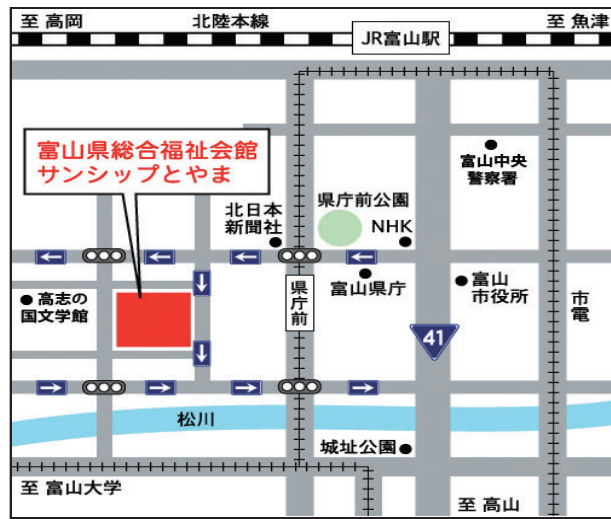 至 高岡
北陸本線
至 魚津
JR富山駅
富山県総合福祉会館
サンシップとやま
富山中央
警察署
県庁前公園
北日本
新聞社
NHK
高志の
国文学館
県庁前
富山県庁
富山
市役所
市電
41
松川
城址公園
至 富山大学
至 高山